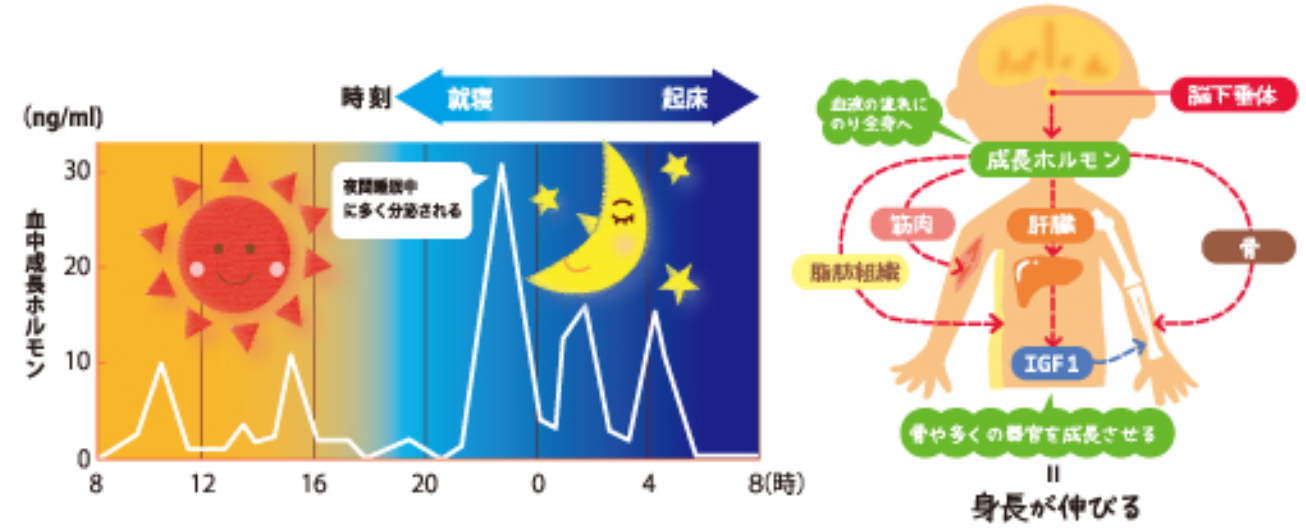 時刻
就寝
起床
(ng/ml)
血中成長ホルモン
30
20
10
0
夜間睡眠中
に多く分泌される
8
12
16
20
0
4
8(時)
血液の流れに
のり全身へ
脳下垂体
成長ホルモン
筋肉
肝臓
骨
脂肪組織
IGF1
骨や多くの器官を成長させる
=
身長が伸びる